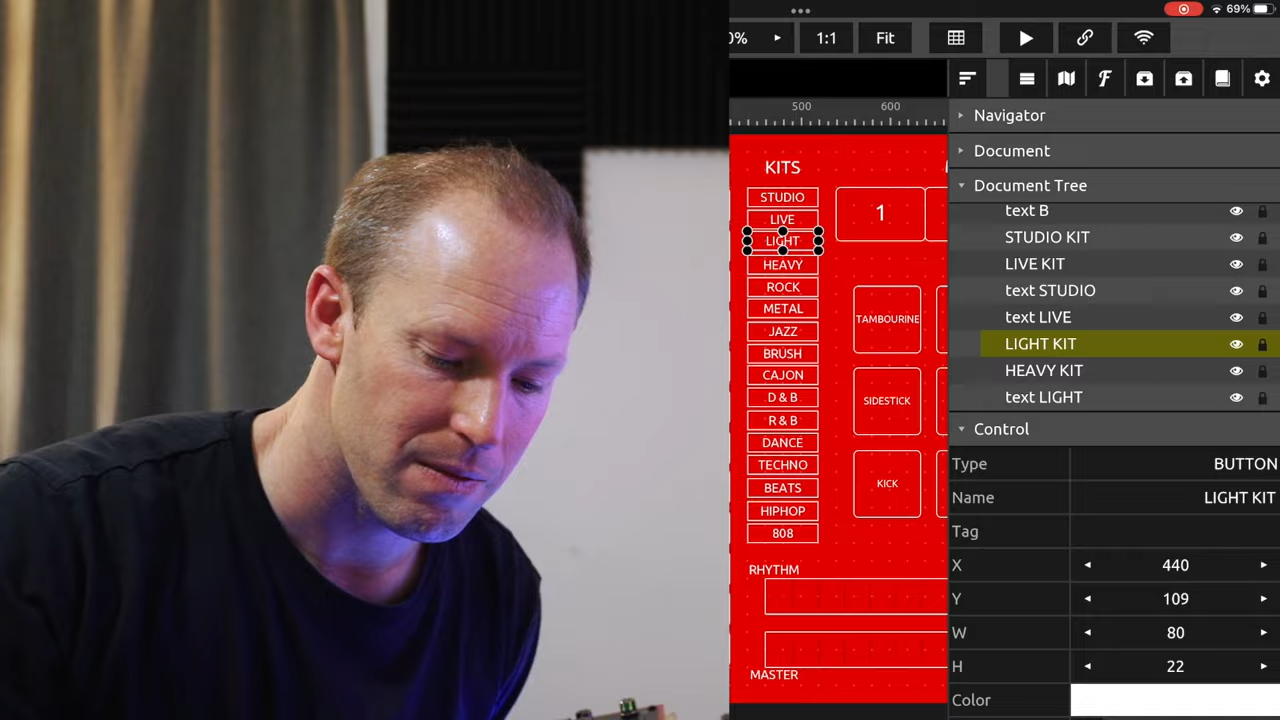 69%
0%
1:1
Fit
500
600
Navigator
Document
Document Tree
text B
STUDIO KIT
LIVE KIT
text STUDIO
text LIVE
LIGHT KIT
HEAVY KIT
text LIGHT
Control
Type
BUTTON
Name
LIGHT KIT
Tag
X
440
Y
109
W
80
H
22
Color
KITS
STUDIO
LIVE
LIGHT
HEAVY
ROCK
METAL
JAZZ
BRUSH
CAJON
D & B
R & B
DANCE
TECHNO
BEATS
HIPHOP
808
1
TAMBOURINE
SIDESTICK
KICK
RHYTHM
MASTER